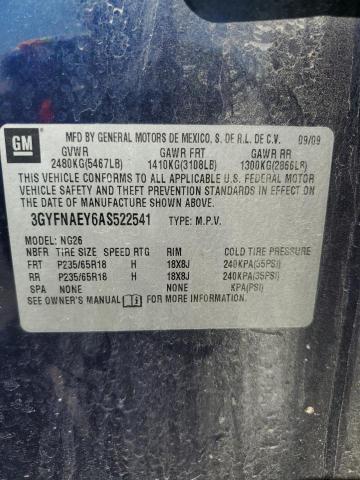 GM
MFD BY GENERAL MOTORS DE MEXICO, S. DE R.L. DE C.V. 09/09
GVWR GAWR FRT GAWR RR
2480KG(5467LB) 1410KG(3108LB) 1300KG(2866LB)
THIS VEHICLE CONFORMS TO ALL APPLICABLE U.S. FEDERAL MOTOR
VEHICLE SAFETY AND THEFT PREVENTION STANDARDS IN EFFECT ON
THE DATE OF MANUFACTURE SHOWN ABOVE.
3GYFNAEY6AS522541 TYPE: M.P.V.
MODEL: NG26
NBFR TIRE SIZE SPEED RTG RIM COLD TIRE PRESSURE
FRT P235/65R18 H 18X8J 240KPA(35PSI)
RR P235/65R18 H 18X8J 240KPA(35PSI)
SPA NONE NONE KPA(PSI)
SEE OWNER'S MANUAL FOR MORE INFORMATION.